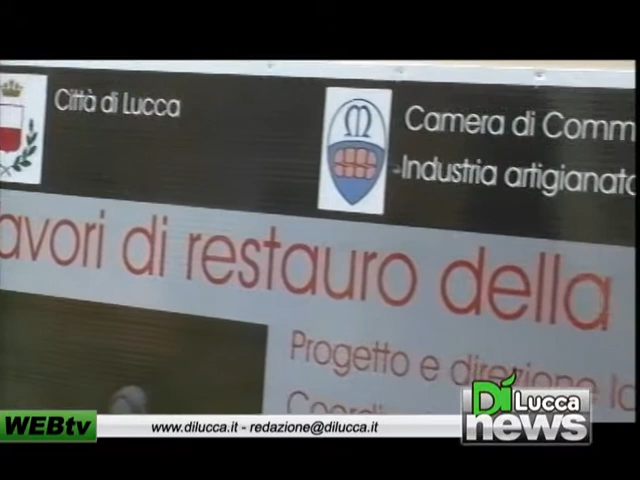 Città di Lucca
Camera di Comm
Industria artigianato
avori di restauro della
Progetto e direzione
WEBtv
www.dilucca.it - redazione@dilucca.it
Dì LUCCA
news